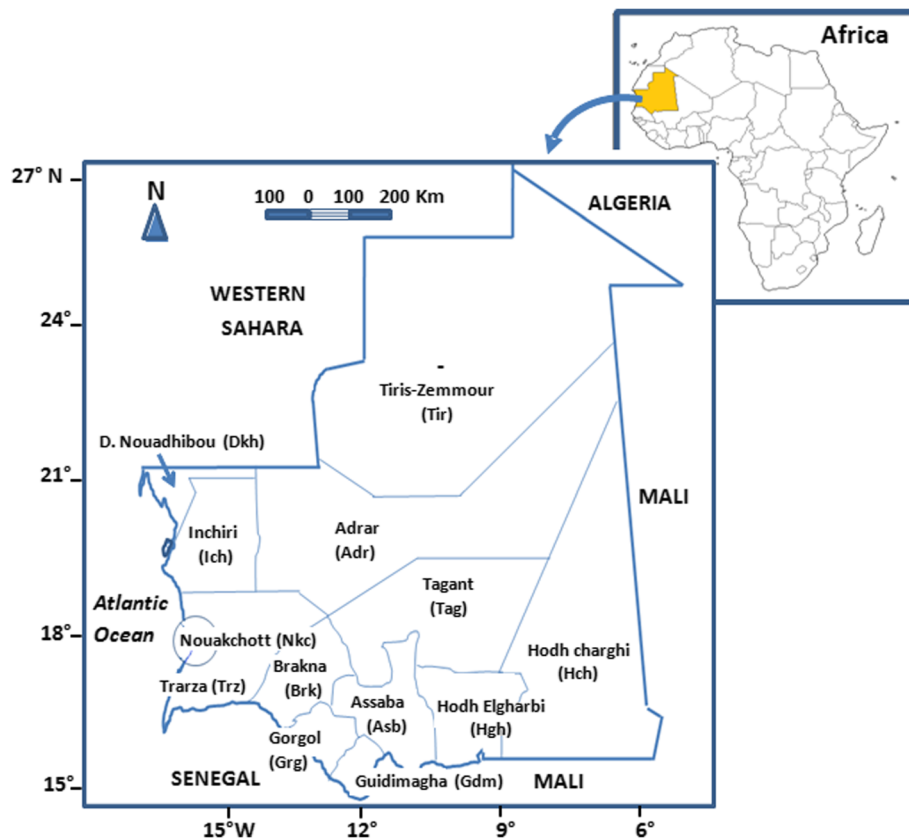 Africa
27° N
N
100 0 100 200 Km
ALGERIA
WESTERN
SAHARA
24°
Tiris-Zemmour
(Tir)
D. Nouadhibou (Dkh)
21°
MALI
Inchiri
(Ich)
Adrar
(Adr)
Tagant
(Tag)
Atlantic
Ocean
18°
Nouakchott (Nkc)
Hodh charghi
(Hch)
Brakna
(Brk)
Trarza (Trz)
Assaba
(Asb)
Hodh Elgharbi
(Hgh)
Gorgol
(Grg)
SENEGAL
Guidimagha (Gdm)
MALI
15°
15°W
12°
9°
6°